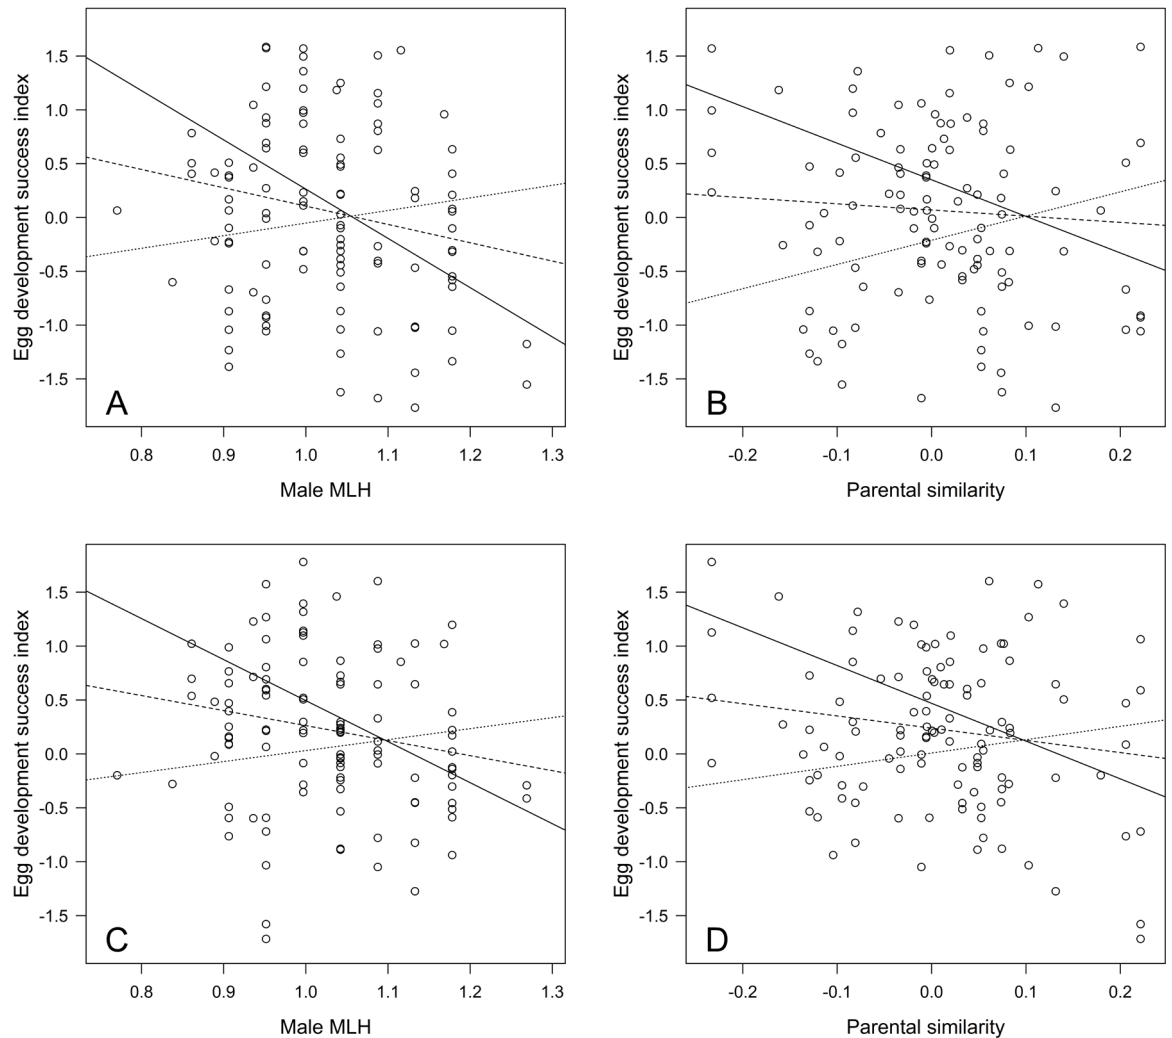 1.5
1.0
0.5
0.0
-0.5
-1.0
-1.5
Egg development success index
A
0.8 0.9 1.0 1.1 1.2 1.3
Male MLH
1.5
1.0
0.5
0.0
-0.5
-1.0
-1.5
Egg development success index
B
-0.2 -0.1 0.0 0.1 0.2
Parental similarity
1.5
1.0
0.5
0.0
-0.5
-1.0
-1.5
Egg development success index
C
0.8 0.9 1.0 1.1 1.2 1.3
Male MLH
1.5
1.0
0.5
0.0
-0.5
-1.0
-1.5
Egg development success index
D
-0.2 -0.1 0.0 0.1 0.2
Parental similarity